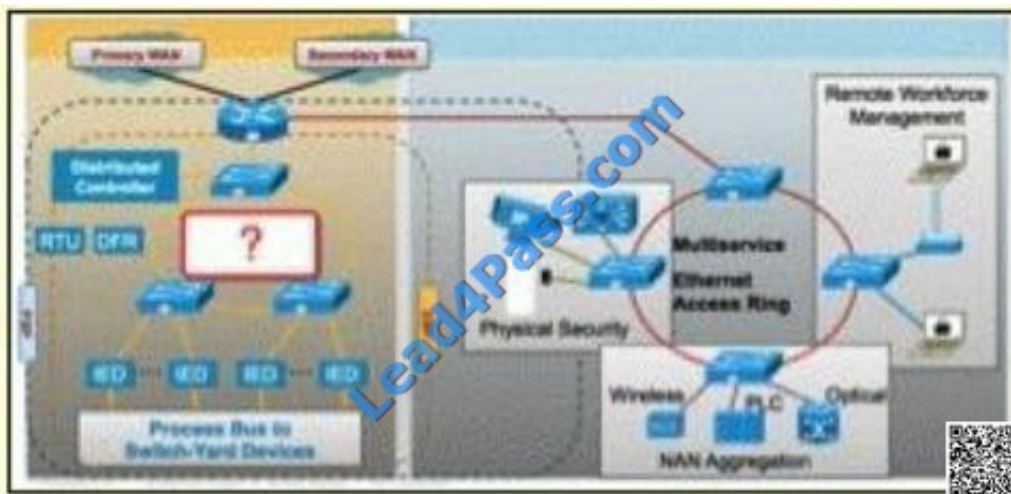 Primary WAN
Secondary WAN
Distributed
Controller
RTU
DFR
?
IED
IED
IED
IED
Process Bus to
Switch-Yard Devices
Remote Workforce
Management
Multiservice
Ethernet
Access Ring
Physical Security
Wireless
PLC
Optical
NAN Aggregation
Lead4Pass.com